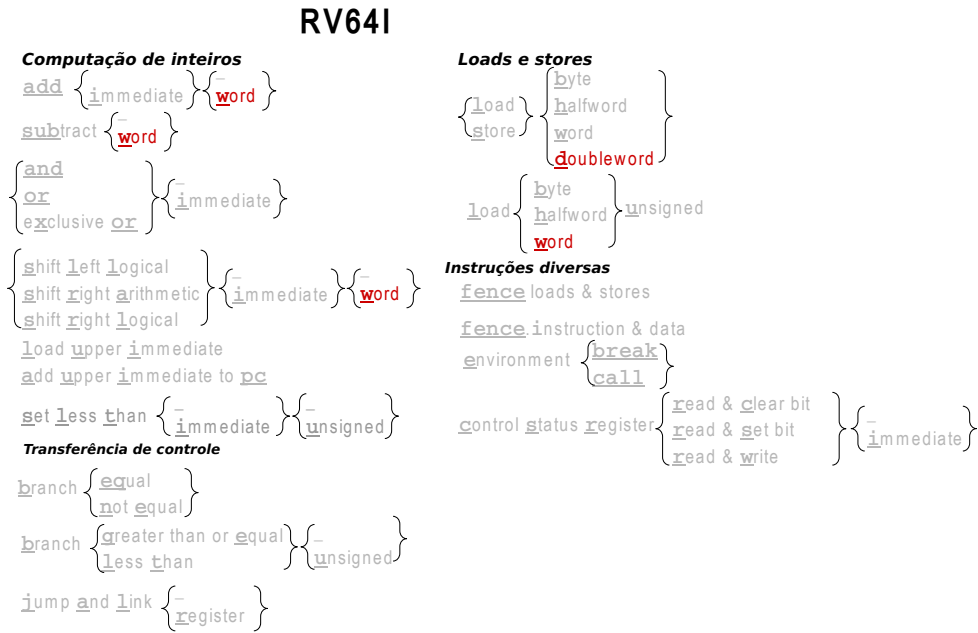 RV64I
Computação de inteiros
add { _ immediate } { _ word }
subtract { _ word }
and
or
exclusive or
{ _ immediate }
shift left logical
shift right arithmetic
shift right logical
{ _ immediate } { _ word }
load upper immediate
add upper immediate to pc
set less than { _ immediate } { _ unsigned }
Transferência de controle
branch { equal
not equal }
branch { greater than or equal
less than } { _ unsigned }
jump and link { _ register }
Loads e stores
load
store
byte
halfword
word
doubleword
load { byte
halfword
word } unsigned
Instruções diversas
fence loads & stores
fence.instruction & data
environment { break
call }
control status register { read & clear bit
read & set bit
read & write } { _ immediate }